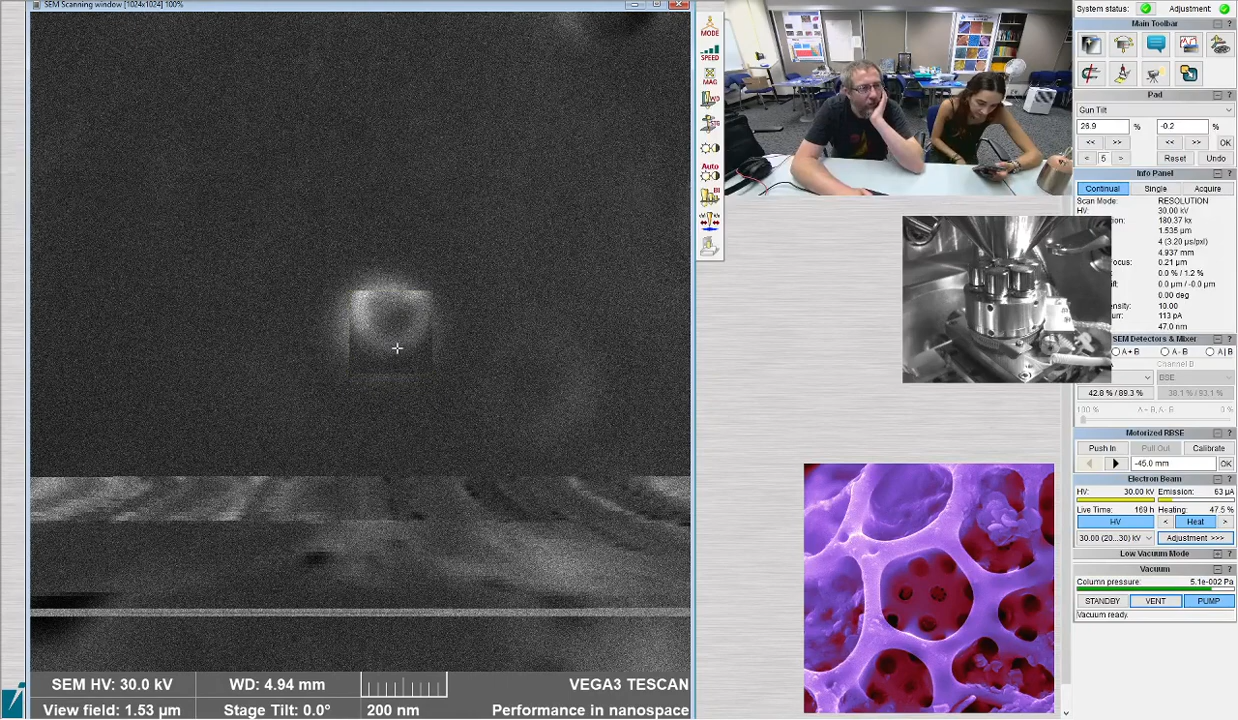 SEM Scanning window [1024x1024] 100%
SEM HV: 30.0 kV
WD: 4.94 mm
VEGA3 TESCAN
View field: 1.53 µm
Stage Tilt: 0.0°
200 nm
Performance in nanospace
MODE
SPEED
MAG
WD
STG
Auto
System status:
Adjustment:
Main Toolbar
Pad
Gun Tilt
26.9 %
-0.2 %
<< >>
<< >> OK
< 5 >
Reset Undo
Info Panel
Continual Single Acquire
Scan Mode: RESOLUTION
HV: 30.00 kV
180.37 kx
1.535 µm
4 (3.20 µs/pxl)
4.937 mm
ocus: 0.21 µm
0.0 % / 1.2 %
ift: 0.0 µm / -0.0 µm
0.00 deg
ensity: 10.00
urr: 113 pA
47.0 nm
SEM Detectors & Mixer
A + B A - B A | B
Channel B
BSE
42.8 % / 89.3 % 38.1 % / 93.1 %
100 % A + B, A - B 0 %
Motorized RBSE
Push In Pull Out Calibrate
-45.0 mm OK
Electron Beam
HV: 30.00 kV Emission: 63 µA
Live Time: 169 h Heating: 47.5 %
HV < Heat >
30.00 (20...30) kV Adjustment >>>
Low Vacuum Mode
Vacuum
Column pressure: 5.1e-002 Pa
STANDBY VENT PUMP
Vacuum ready.